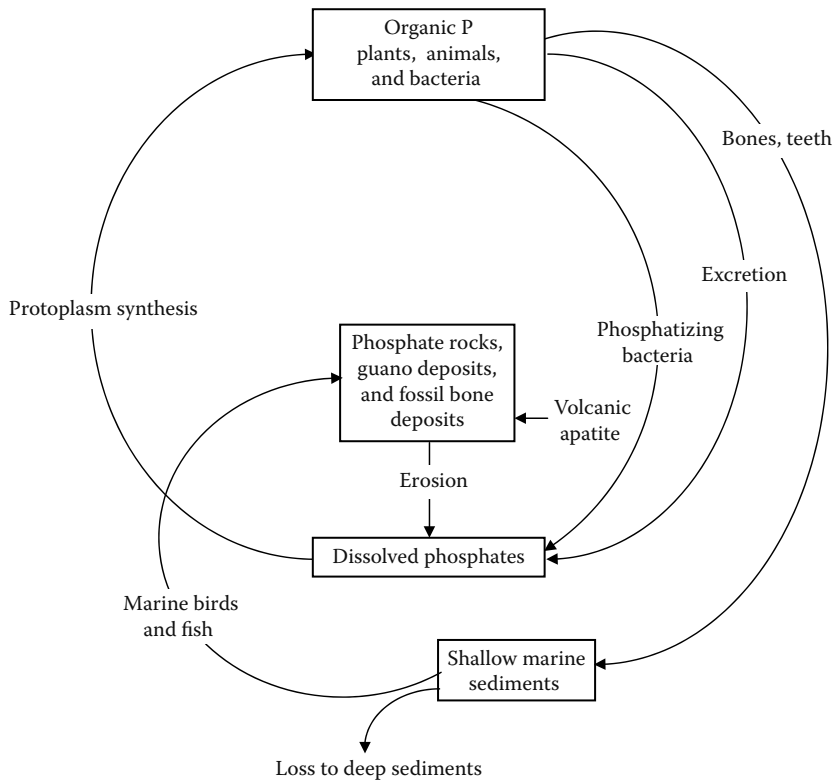 Organic P
plants, animals,
and bacteria
Bones, teeth
Excretion
Protoplasm synthesis
Phosphatizing
bacteria
Phosphate rocks,
guano deposits,
and fossil bone
deposits
Volcanic
apatite
Erosion
Dissolved phosphates
Marine birds
and fish
Shallow marine
sediments
Loss to deep sediments